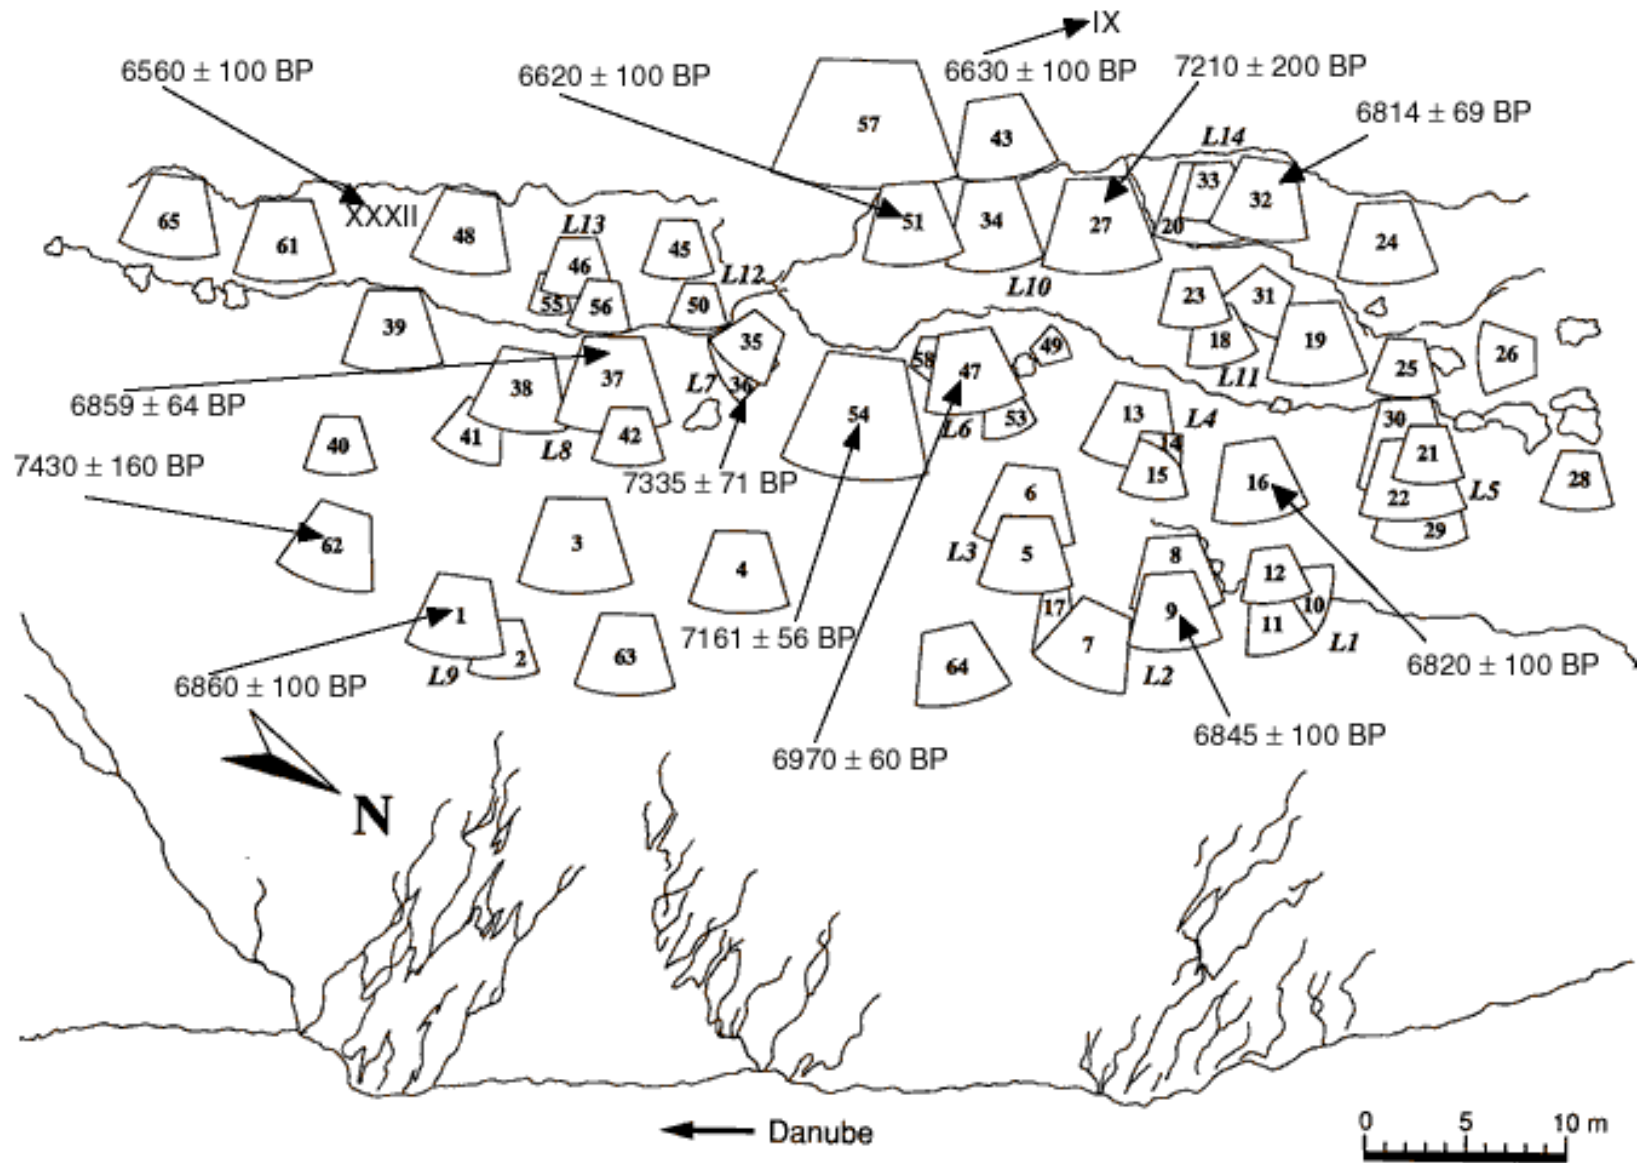 IX
6560 ± 100 BP
6620 ± 100 BP
6630 ± 100 BP
7210 ± 200 BP
6814 ± 69 BP
57
43
L14
65
61
XXXII
48
L13
46
45
55
56
50
L12
51
34
27
20
33
32
24
L10
23
31
18
19
L11
25
26
39
38
37
35
36
L7
58
47
49
53
L6
54
6859 ± 64 BP
40
41
L8
42
13
L4
14
15
16
30
21
22
L5
29
28
7430 ± 160 BP
7335 ± 71 BP
62
3
4
6
L3
5
8
12
10
17
9
11
L1
1
2
L9
63
64
7
L2
7161 ± 56 BP
6860 ± 100 BP
6820 ± 100 BP
6970 ± 60 BP
6845 ± 100 BP
N
Danube
0 5 10 m